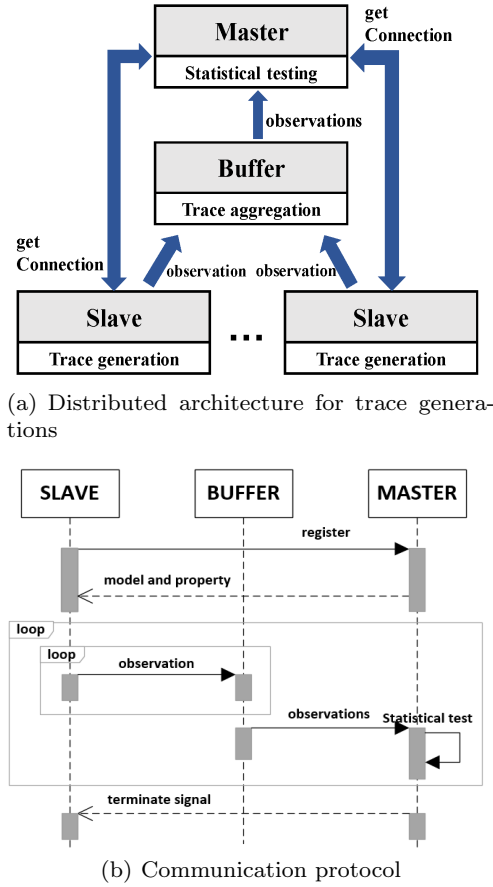 Master
Statistical testing
get
Connection
observations
Buffer
Trace aggregation
get
Connection
observation
observation
Slave
Trace generation
...
Slave
Trace generation
(a) Distributed architecture for trace genera-
tions
SLAVE
BUFFER
MASTER
register
model and property
loop
loop
observation
observations
Statistical test
terminate signal
(b) Communication protocol